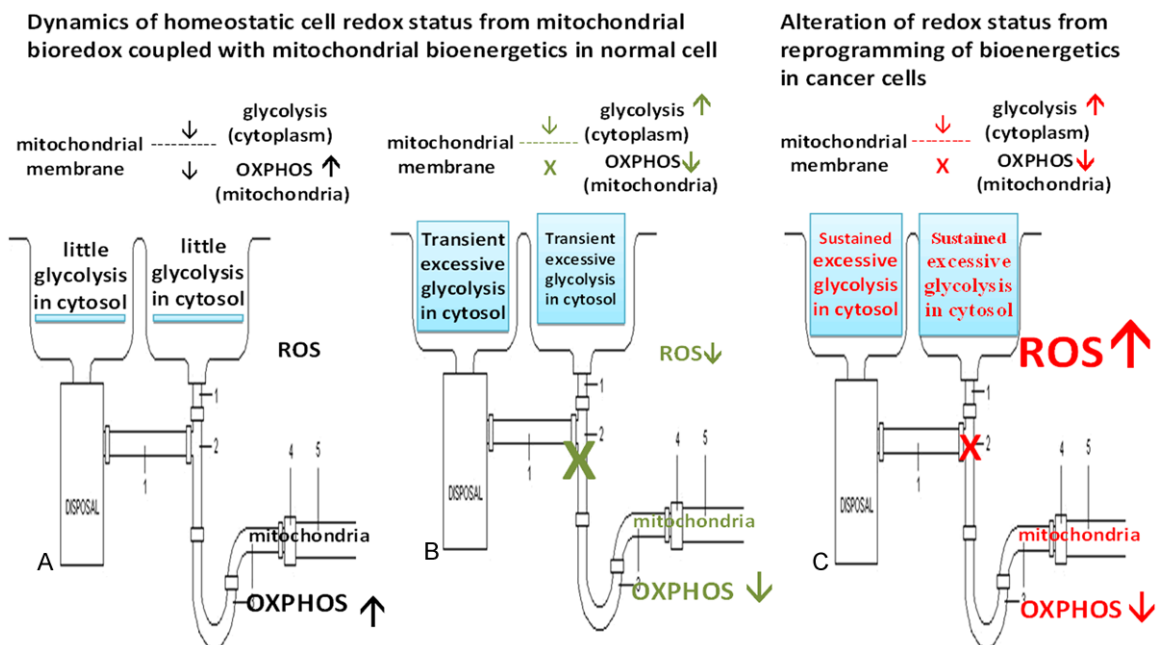 Dynamics of homeostatic cell redox status from mitochondrial
bioredox coupled with mitochondrial bioenergetics in normal cell
Alteration of redox status from
reprogramming of bioenergetics
in cancer cells
mitochondrial
membrane
↓
↓
glycolysis
(cytoplasm)
OXPHOS ↑
(mitochondria)
mitochondrial
membrane
↓
X
glycolysis ↑
(cytoplasm)
OXPHOS ↓
(mitochondria)
mitochondrial
membrane
↓
X
glycolysis ↑
(cytoplasm)
OXPHOS ↓
(mitochondria)
little
glycolysis
in cytosol
little
glycolysis
in cytosol
ROS
1
2
1
4
5
DISPOSAL
mitochondria
A
OXPHOS ↑
Transient
excessive
glycolysis
in cytosol
Transient
excessive
glycolysis
in cytosol
ROS ↓
1
2
X
1
4
5
DISPOSAL
mitochondria
B
3
OXPHOS ↓
Sustained
excessive
glycolysis
in cytosol
Sustained
excessive
glycolysis
in cytosol
ROS ↑
1
X
2
1
4
5
DISPOSAL
mitochondria
C
3
OXPHOS ↓